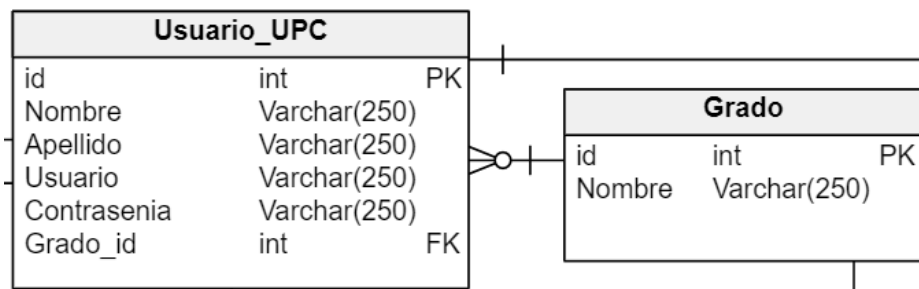 Usuario_UPC
id int PK
Nombre Varchar(250)
Apellido Varchar(250)
Usuario Varchar(250)
Contrasenia Varchar(250)
Grado_id int FK
Grado
id int PK
Nombre Varchar(250)